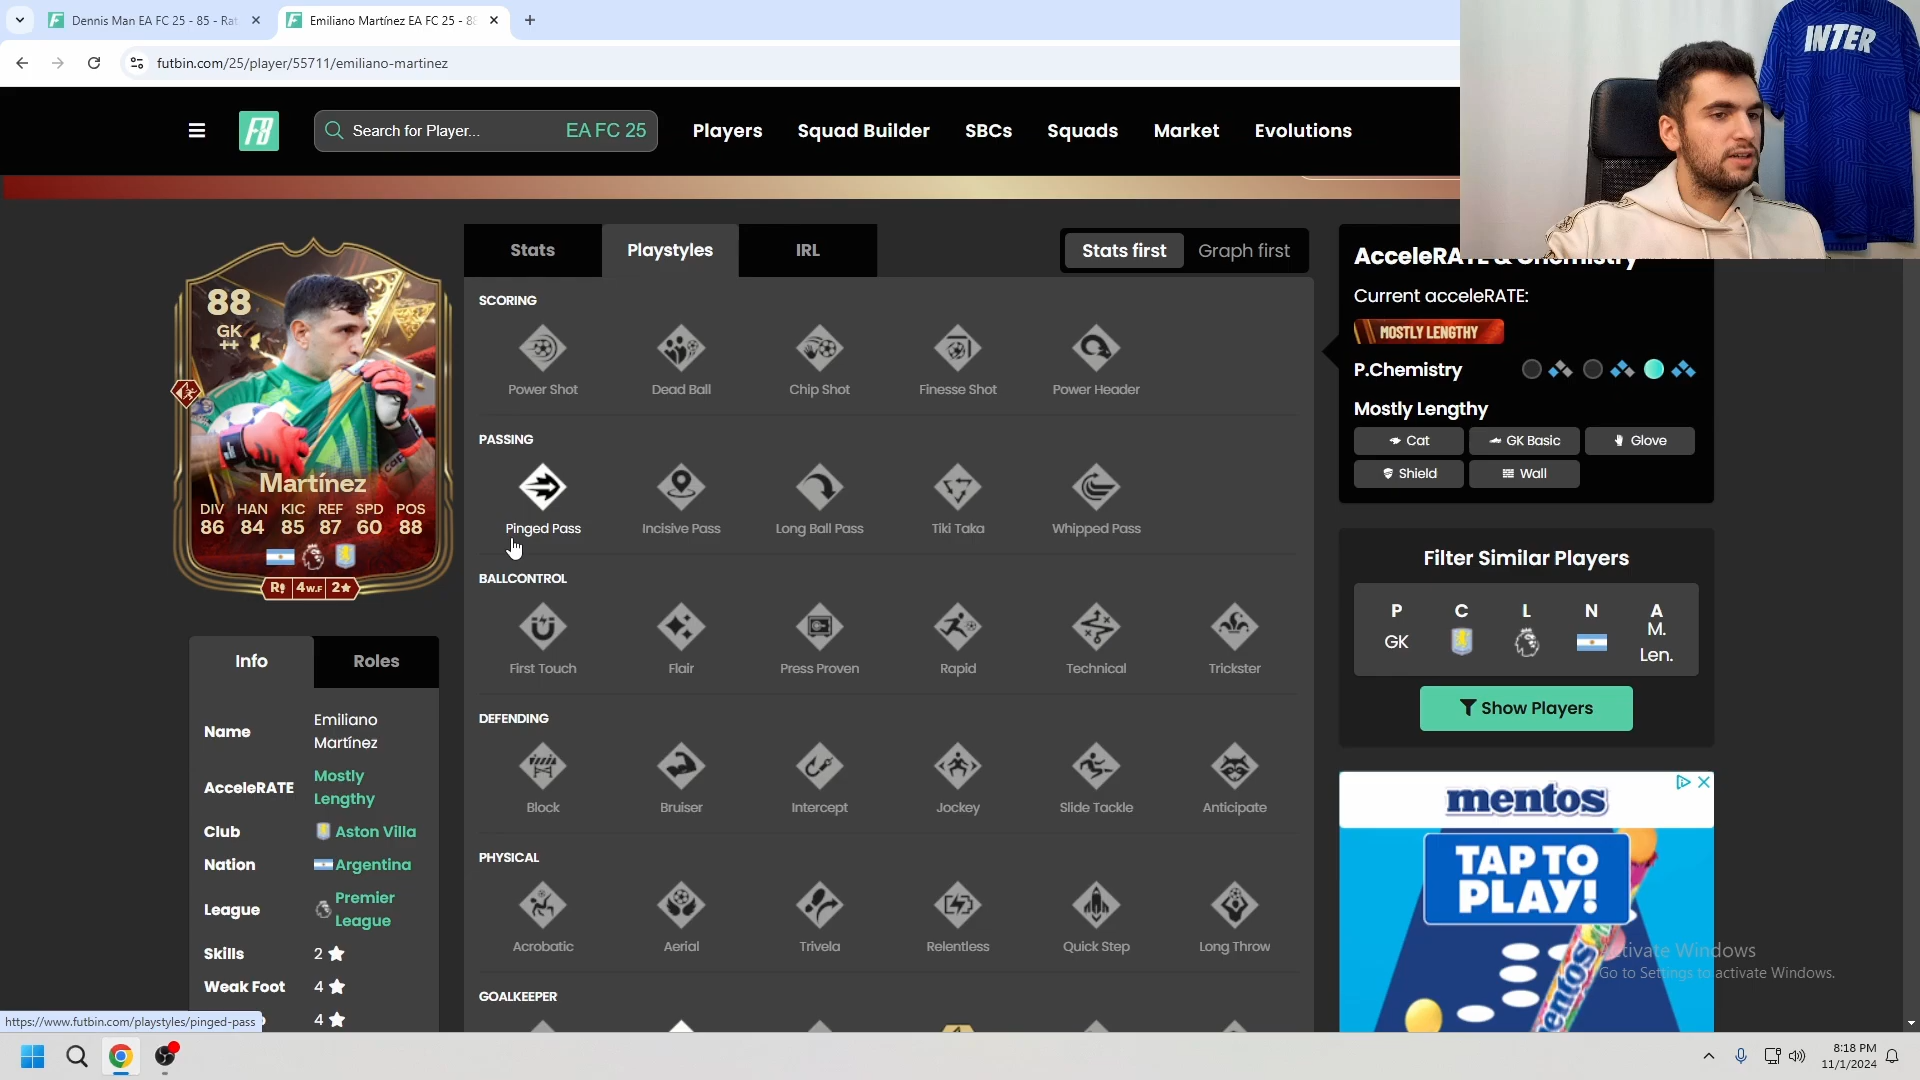 Dennis Man EA FC 25 - 85 - Rat
Emiliano Martínez EA FC 25 - 88
futbin.com/25/player/55711/emiliano-martinez
INTER
Search for Player...
EA FC 25
Players
Squad Builder
SBCs
Squads
Market
Evolutions
Stats
Playstyles
IRL
Stats first
Graph first
88
GK
++
Martínez
DIV HAN KIC REF SPD POS
86 84 85 87 60 88
R 4W.F 2★
SCORING
Power Shot
Dead Ball
Chip Shot
Finesse Shot
Power Header
PASSING
Pinged Pass
Incisive Pass
Long Ball Pass
Tiki Taka
Whipped Pass
BALLCONTROL
First Touch
Flair
Press Proven
Rapid
Technical
Trickster
DEFENDING
Block
Bruiser
Intercept
Jockey
Slide Tackle
Anticipate
PHYSICAL
Acrobatic
Aerial
Trivela
Relentless
Quick Step
Long Throw
GOALKEEPER
Info
Roles
Name
Emiliano
Martínez
AcceleRATE
Mostly
Lengthy
Club
Aston Villa
Nation
Argentina
League
Premier
League
Skills
2 ★
Weak Foot
4 ★
4 ★
AcceleRATE & Chemistry
Current acceleRATE:
MOSTLY LENGTHY
P.Chemistry
Mostly Lengthy
Cat
GK Basic
Glove
Shield
Wall
Filter Similar Players
P C L N A
GK
M.
Len.
Show Players
mentos
TAP TO
PLAY!
mentos
Activate Windows
Go to Settings to activate Windows.
https://www.futbin.com/playstyles/pinged-pass
8:18 PM
11/1/2024